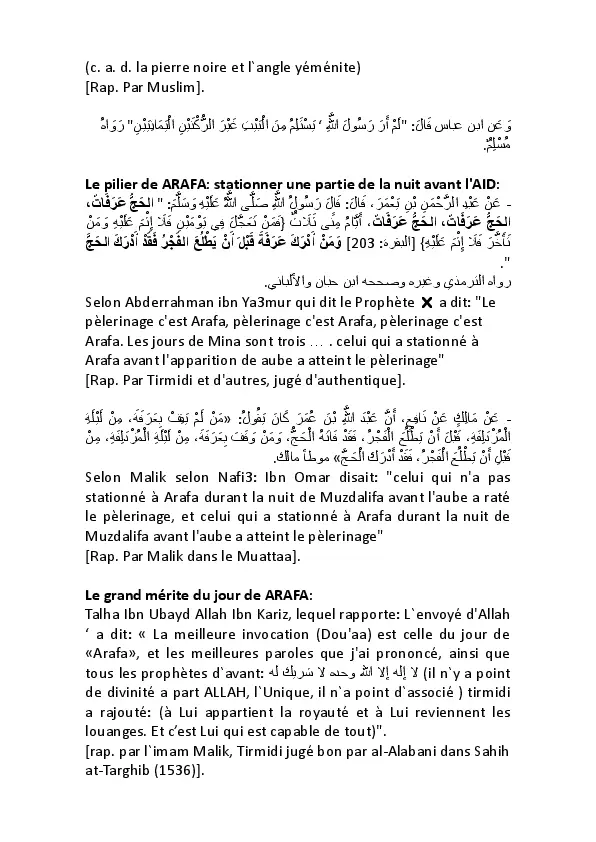 (c. a. d. la pierre noire et l`angle yéménite)
[Rap. Par Muslim].
وَعَنِ ابن عباس قَالَ: "لَمْ أَرَ رَسُولَ اللَّهِ ‘ يَسْتَلِمُ مِنَ الْبَيْتِ غَيْرَ الرُّكْنَيْنِ الْيَمَانِيَيْنِ" رَوَاهُ
مُسْلِمٌ.
Le pilier de ARAFA: stationner une partie de la nuit avant l'AID:
- عَنْ عَبْدِ الرَّحْمَنِ بْنِ يَعْمَرَ، قَالَ: قَالَ رَسُولُ اللَّهِ صَلَّى اللَّهُ عَلَيْهِ وَسَلَّمَ: " الحَجُّ عَرَفَاتٌ،
الحَجُّ عَرَفَاتٌ، الحَجُّ عَرَفَاتٌ، أَيَّامُ مِنًى ثَلَاثٌ {فَمَنْ تَعَجَّلَ فِي يَوْمَيْنِ فَلَا إِثْمَ عَلَيْهِ وَمَنْ
تَأَخَّرَ فَلَا إِثْمَ عَلَيْهِ} [البقرة: 203] وَمَنْ أَدْرَكَ عَرَفَةَ قَبْلَ أَنْ يَطْلُعَ الفَجْرُ فَقَدْ أَدْرَكَ الحَجَّ
".
رواه الترمذي وغيره وصححه ابن حبان والألباني.
Selon Abderrahman ibn Ya3mur qui dit le Prophète ✗ a dit: "Le
pèlerinage c'est Arafa, pèlerinage c'est Arafa, pèlerinage c'est
Arafa. Les jours de Mina sont trois … . celui qui a stationné à
Arafa avant l'apparition de aube a atteint le pèlerinage"
[Rap. Par Tirmidi et d'autres, jugé d'authentique].
- عَنْ مَالِكٍ عَنْ نَافِعٍ، أَنَّ عَبْدَ اللَّهِ بْنَ عُمَرَ كَانَ يَقُولُ: «مَنْ لَمْ يَقِفْ بِعَرَفَةَ، مِنْ لَيْلَةِ
الْمُزْدَلِفَةِ، قَبْلَ أَنْ يَطْلُعَ الْفَجْرُ، فَقَدْ فَاتَهُ الْحَجُّ، وَمَنْ وَقَفَ بِعَرَفَةَ، مِنْ لَيْلَةِ الْمُزْدَلِفَةِ، مِنْ
قَبْلِ أَنْ يَطْلُعَ الْفَجْرُ، فَقَدْ أَدْرَكَ الْحَجَّ» موطأ مالك.
Selon Malik selon Nafi3: Ibn Omar disait: "celui qui n'a pas
stationné à Arafa durant la nuit de Muzdalifa avant l'aube a raté
le pèlerinage, et celui qui a stationné à Arafa durant la nuit de
Muzdalifa avant l'aube a atteint le pèlerinage"
[Rap. Par Malik dans le Muattaa].
Le grand mérite du jour de ARAFA:
Talha Ibn Ubayd Allah Ibn Kariz, lequel rapporte: L`envoyé d'Allah
‘ a dit: « La meilleure invocation (Dou'aa) est celle du jour de
«Arafa», et les meilleures paroles que j'ai prononcé, ainsi que
tous les prophètes d`avant: لا إله إلا الله وحده لا شريك له (il n`y a point
de divinité a part ALLAH, l`Unique, il n`a point d`associé ) tirmidi
a rajouté: (à Lui appartient la royauté et à Lui reviennent les
louanges. Et c’est Lui qui est capable de tout)".
[rap. par l`imam Malik, Tirmidi jugé bon par al-Alabani dans Sahih
at-Targhib (1536)].